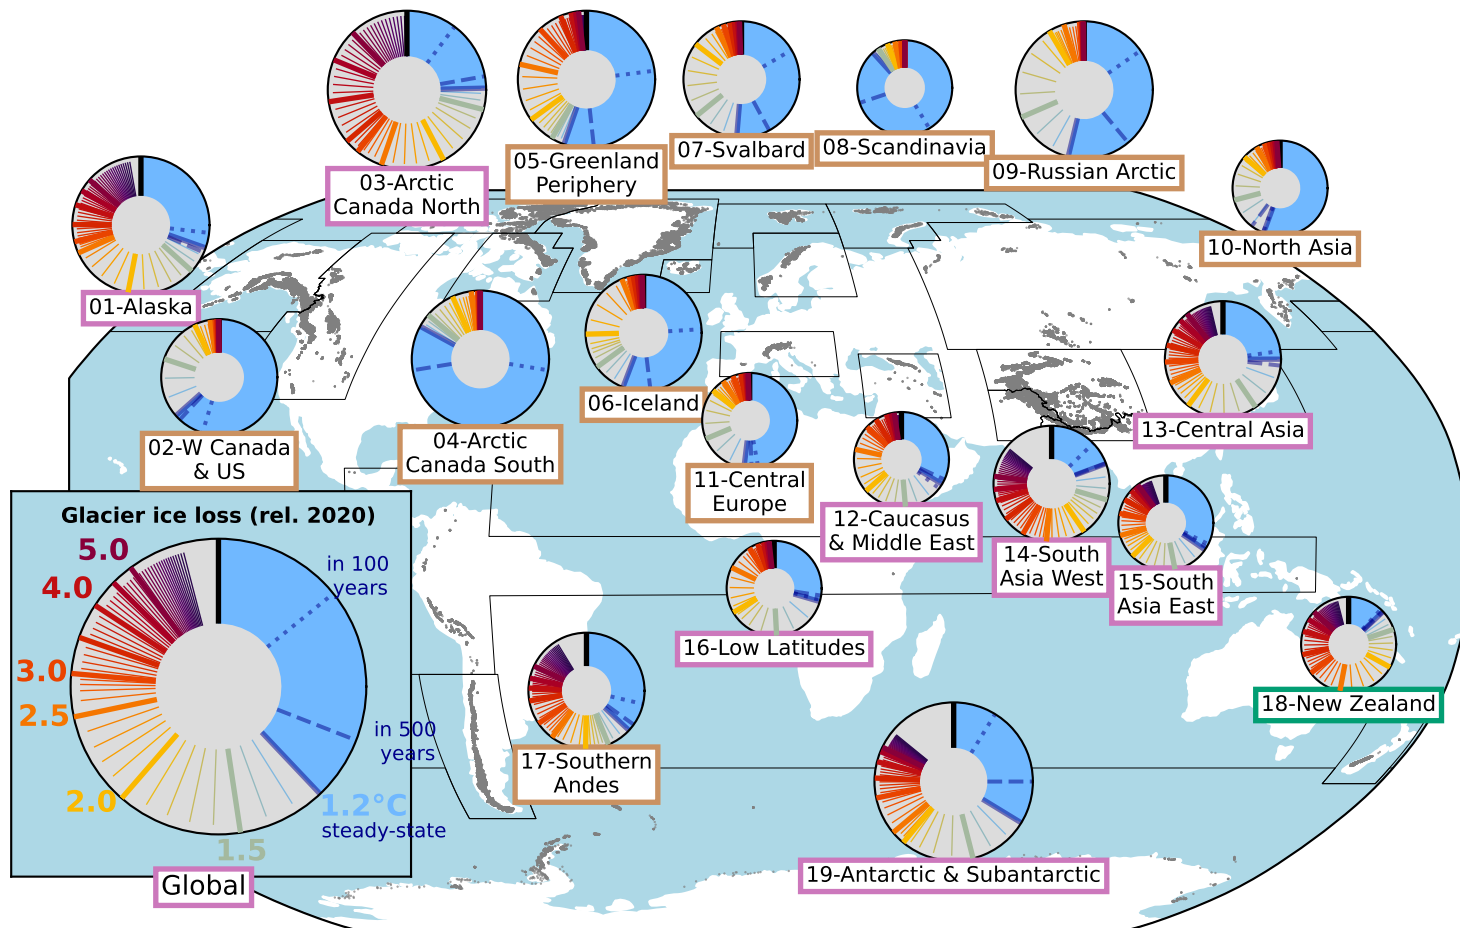 03-Arctic
Canada North
05-Greenland
Periphery
07-Svalbard
08-Scandinavia
09-Russian Arctic
10-North Asia
01-Alaska
02-W Canada
& US
04-Arctic
Canada South
06-Iceland
11-Central
Europe
12-Caucasus
& Middle East
13-Central Asia
14-South
Asia West
15-South
Asia East
16-Low Latitudes
17-Southern
Andes
18-New Zealand
19-Antarctic & Subantarctic
Glacier ice loss (rel. 2020)
5.0
4.0
3.0
2.5
2.0
1.5
in 100
years
in 500
years
1.2°C
steady-state
Global